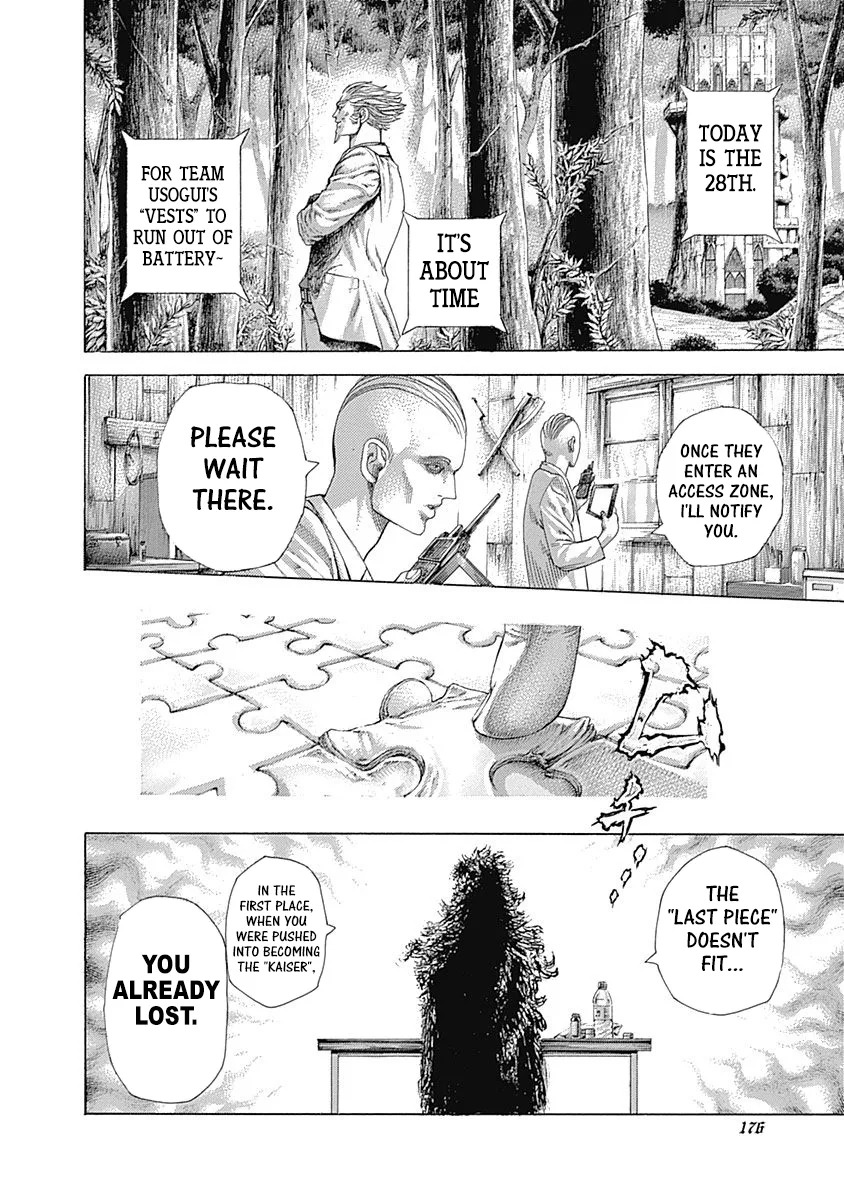 TODAY
IS THE
28TH.
IT'S
ABOUT
TIME
FOR TEAM
USOGUI'S
"VESTS" TO
RUN OUT OF
BATTERY~
ONCE THEY
ENTER AN
ACCESS ZONE,
I'LL NOTIFY
YOU.
PLEASE
WAIT
THERE.
THE
"LAST PIECE"
DOESN'T
FIT...
IN THE
FIRST PLACE,
WHEN YOU
WERE PUSHED
INTO BECOMING
THE "KAISER",
YOU
ALREADY
LOST.
176